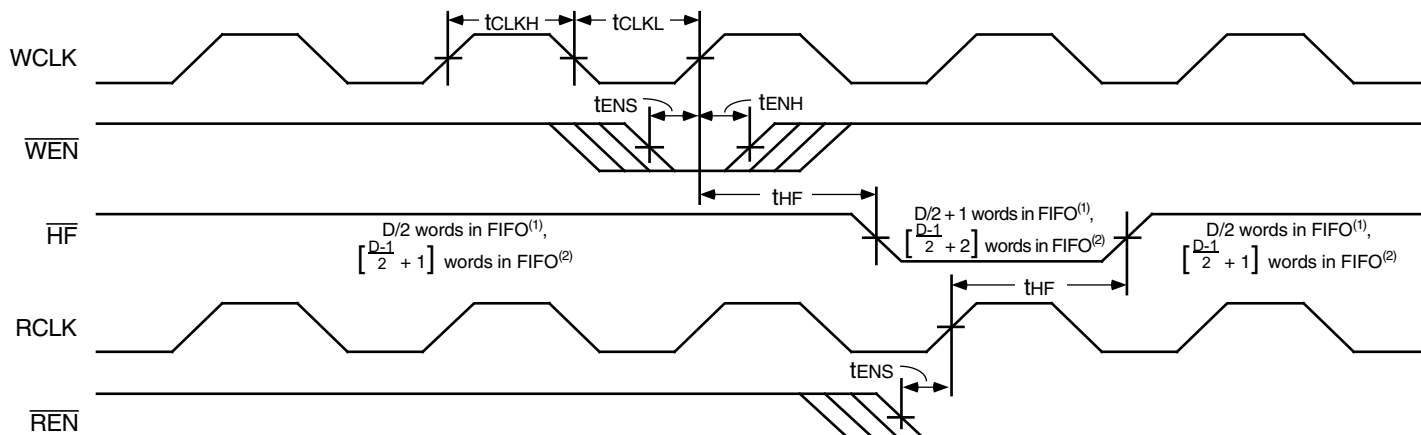 tCLKH tCLKL
WCLK
tENS tENH
WEN
tHF
HF
D/2 words in FIFO(1),
[D-1/2 + 1] words in FIFO(2)
D/2 + 1 words in FIFO(1),
[D-1/2 + 2] words in FIFO(2)
D/2 words in FIFO(1),
[D-1/2 + 1] words in FIFO(2)
tHF
RCLK
tENS
REN